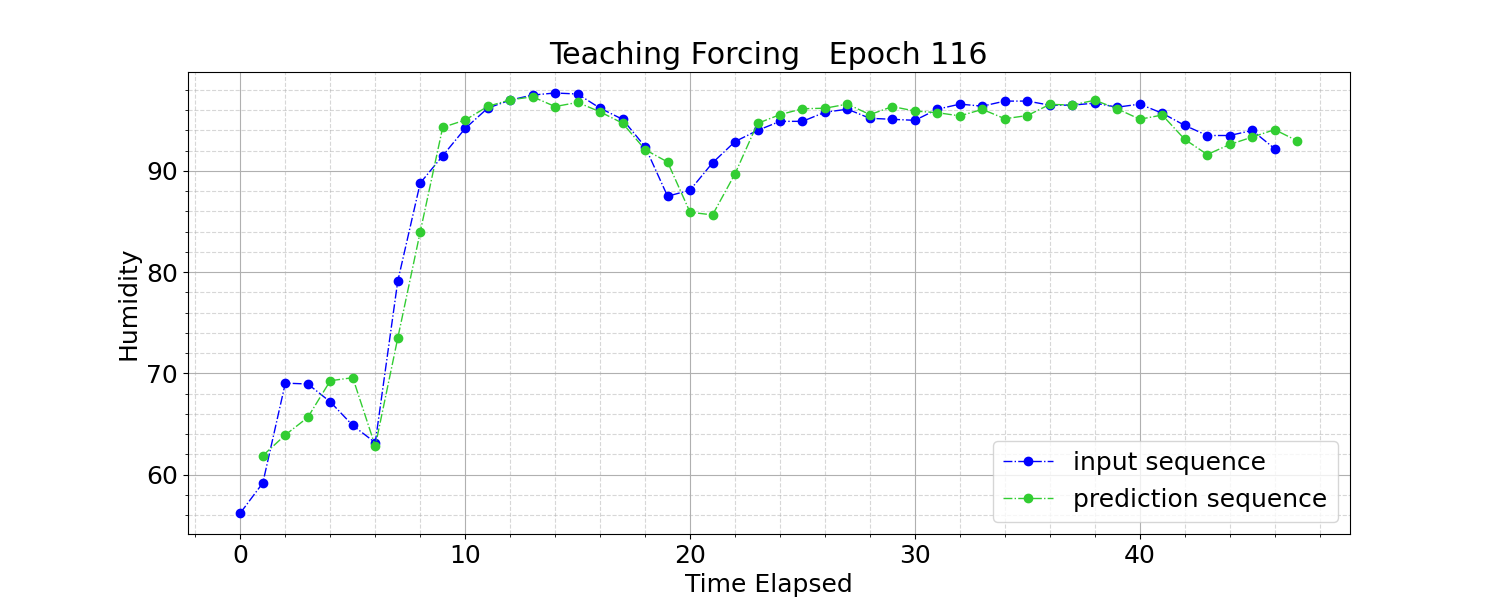 Teaching Forcing   Epoch 116
Humidity
90
80
70
60
0
10
20
30
40
Time Elapsed
input sequence
prediction sequence